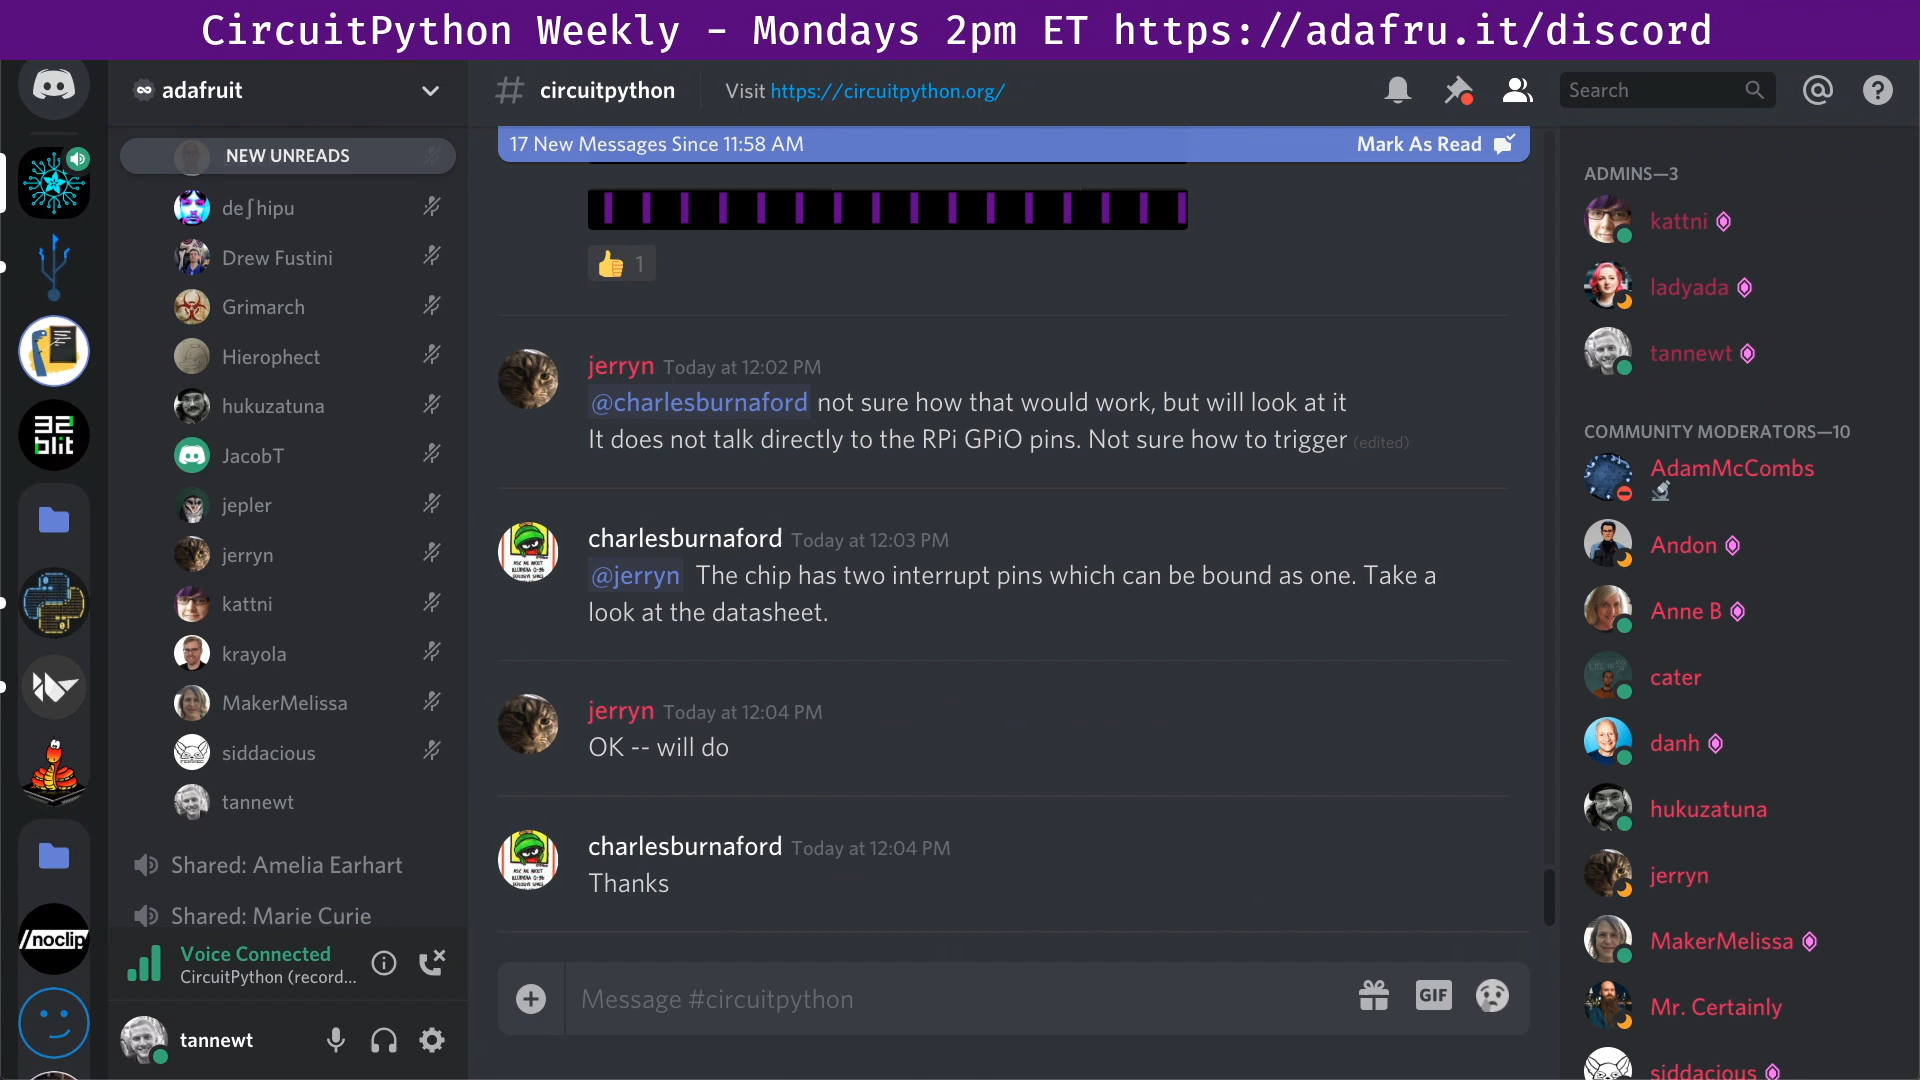 CircuitPython Weekly - Mondays 2pm ET https://adafru.it/discord
adafruit
circuitpython
Visit https://circuitpython.org/
Search
NEW UNREADS
de∫hipu
Drew Fustini
Grimarch
Hierophect
hukuzatuna
JacobT
jepler
jerryn
kattni
krayola
MakerMelissa
siddacious
tannewt
Shared: Amelia Earhart
Shared: Marie Curie
Voice Connected
CircuitPython (record...
tannewt
32
blit
/noclip
17 New Messages Since 11:58 AM
Mark As Read
1
jerryn Today at 12:02 PM
@charlesburnaford not sure how that would work, but will look at it
It does not talk directly to the RPi GPiO pins. Not sure how to trigger (edited)
charlesburnaford Today at 12:03 PM
@jerryn The chip has two interrupt pins which can be bound as one. Take a
look at the datasheet.
jerryn Today at 12:04 PM
OK -- will do
charlesburnaford Today at 12:04 PM
Thanks
Message #circuitpython
GIF
ADMINS—3
kattni
ladyada
tannewt
COMMUNITY MODERATORS—10
AdamMcCombs
Andon
Anne B
cater
danh
hukuzatuna
jerryn
MakerMelissa
Mr. Certainly
siddacious